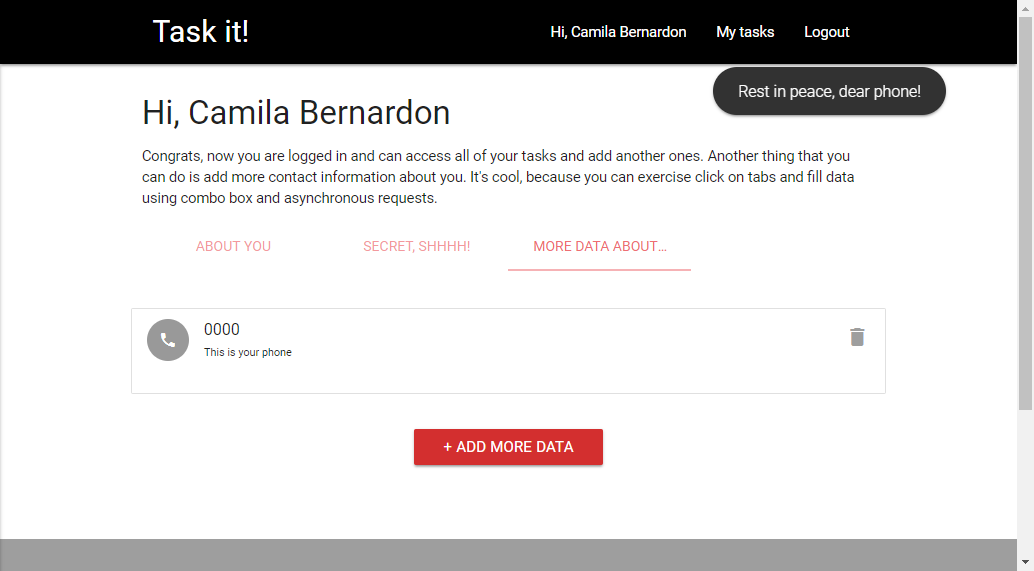 Task it!
Hi, Camila Bernardon
My tasks
Logout
Rest in peace, dear phone!
Hi, Camila Bernardon
Congrats, now you are logged in and can access all of your tasks and add another ones. Another thing that you
can do is add more contact information about you. It's cool, because you can exercise click on tabs and fill data
using combo box and asynchronous requests.
ABOUT YOU
SECRET, SHHHH!
MORE DATA ABOUT...
0000
This is your phone
+ ADD MORE DATA